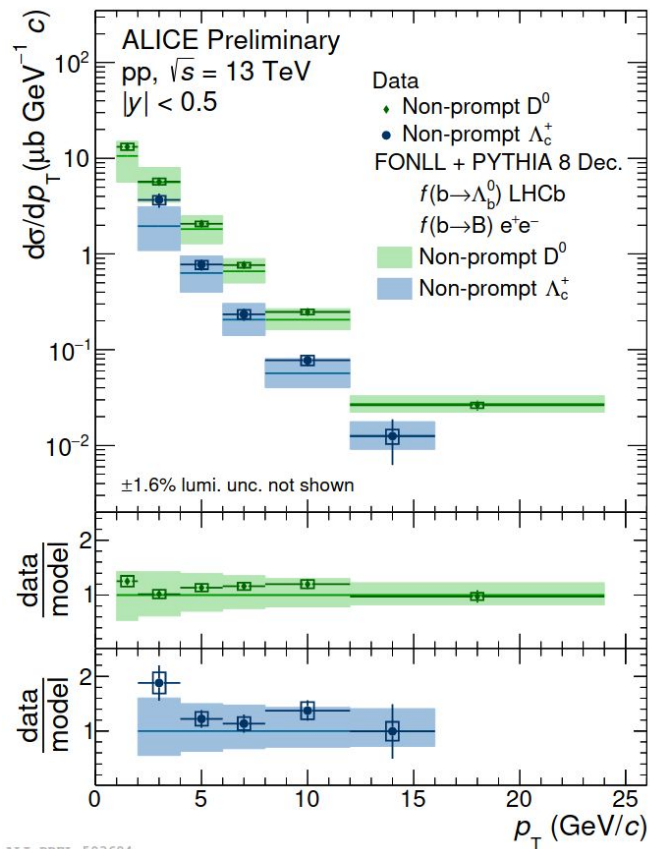 ALICE Preliminary
pp, √s = 13 TeV
|y| < 0.5
Data
Non-prompt D⁰
Non-prompt Λc⁺
FONLL + PYTHIA 8 Dec.
f(b→Λb⁰) LHCb
f(b→B) e⁺e⁻
Non-prompt D⁰
Non-prompt Λc⁺
±1.6% lumi. unc. not shown
dσ/dpT (μb GeV⁻¹ c)
10²
10
1
10⁻¹
10⁻²
data
model
2
1
data
model
2
1
0 5 10 15 20 25
pT (GeV/c)